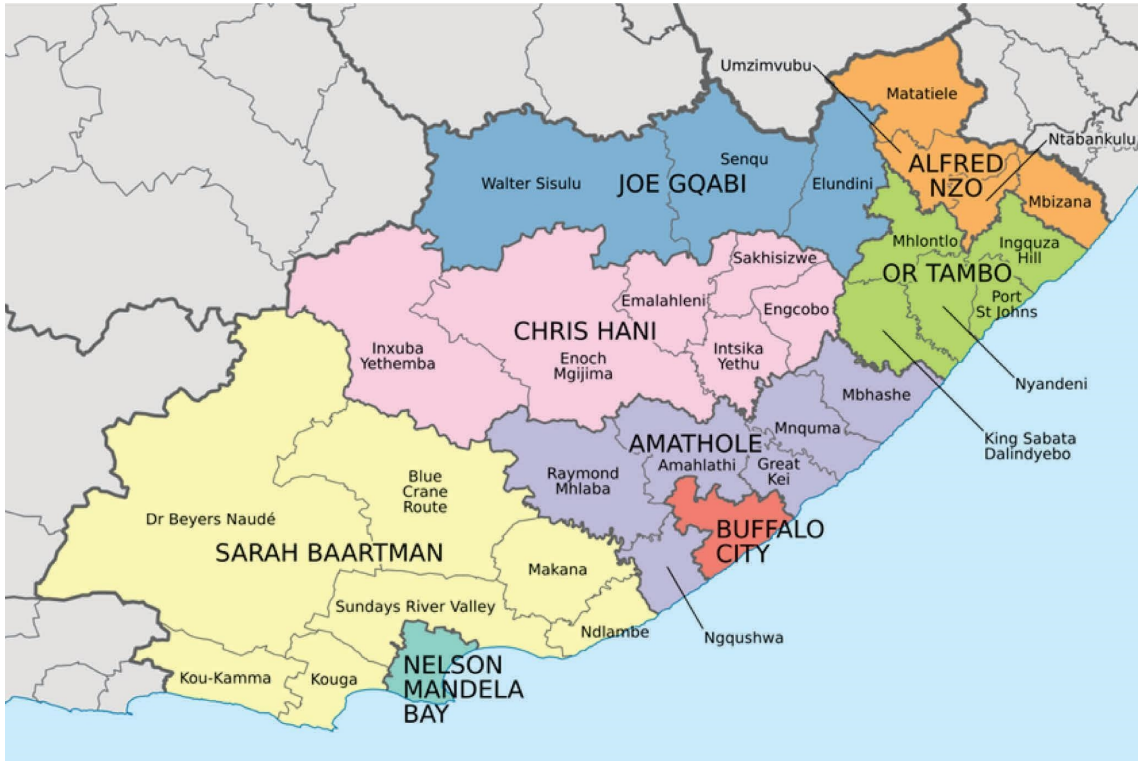 Umzimvubu
Matatiele
Ntabankulu
ALFRED
NZO
Mbizana
Walter Sisulu
JOE GQABI
Senqu
Elundini
Mhlontlo
Ingquza
Hill
OR TAMBO
Port
St Johns
Sakhisizwe
Emalahleni
Engcobo
CHRIS HANI
Inxuba
Yethemba
Enoch
Mgijima
Intsika
Yethu
Nyandeni
Mbhashe
King Sabata
Dalindyebo
Mnquma
AMATHOLE
Amahlathi
Great
Kei
Raymond
Mhlaba
Blue
Crane
Route
Dr Beyers Naudé
SARAH BAARTMAN
BUFFALO
CITY
Makana
Sundays River Valley
Ndlambe
Ngqushwa
Kou-Kamma
Kouga
NELSON
MANDELA
BAY